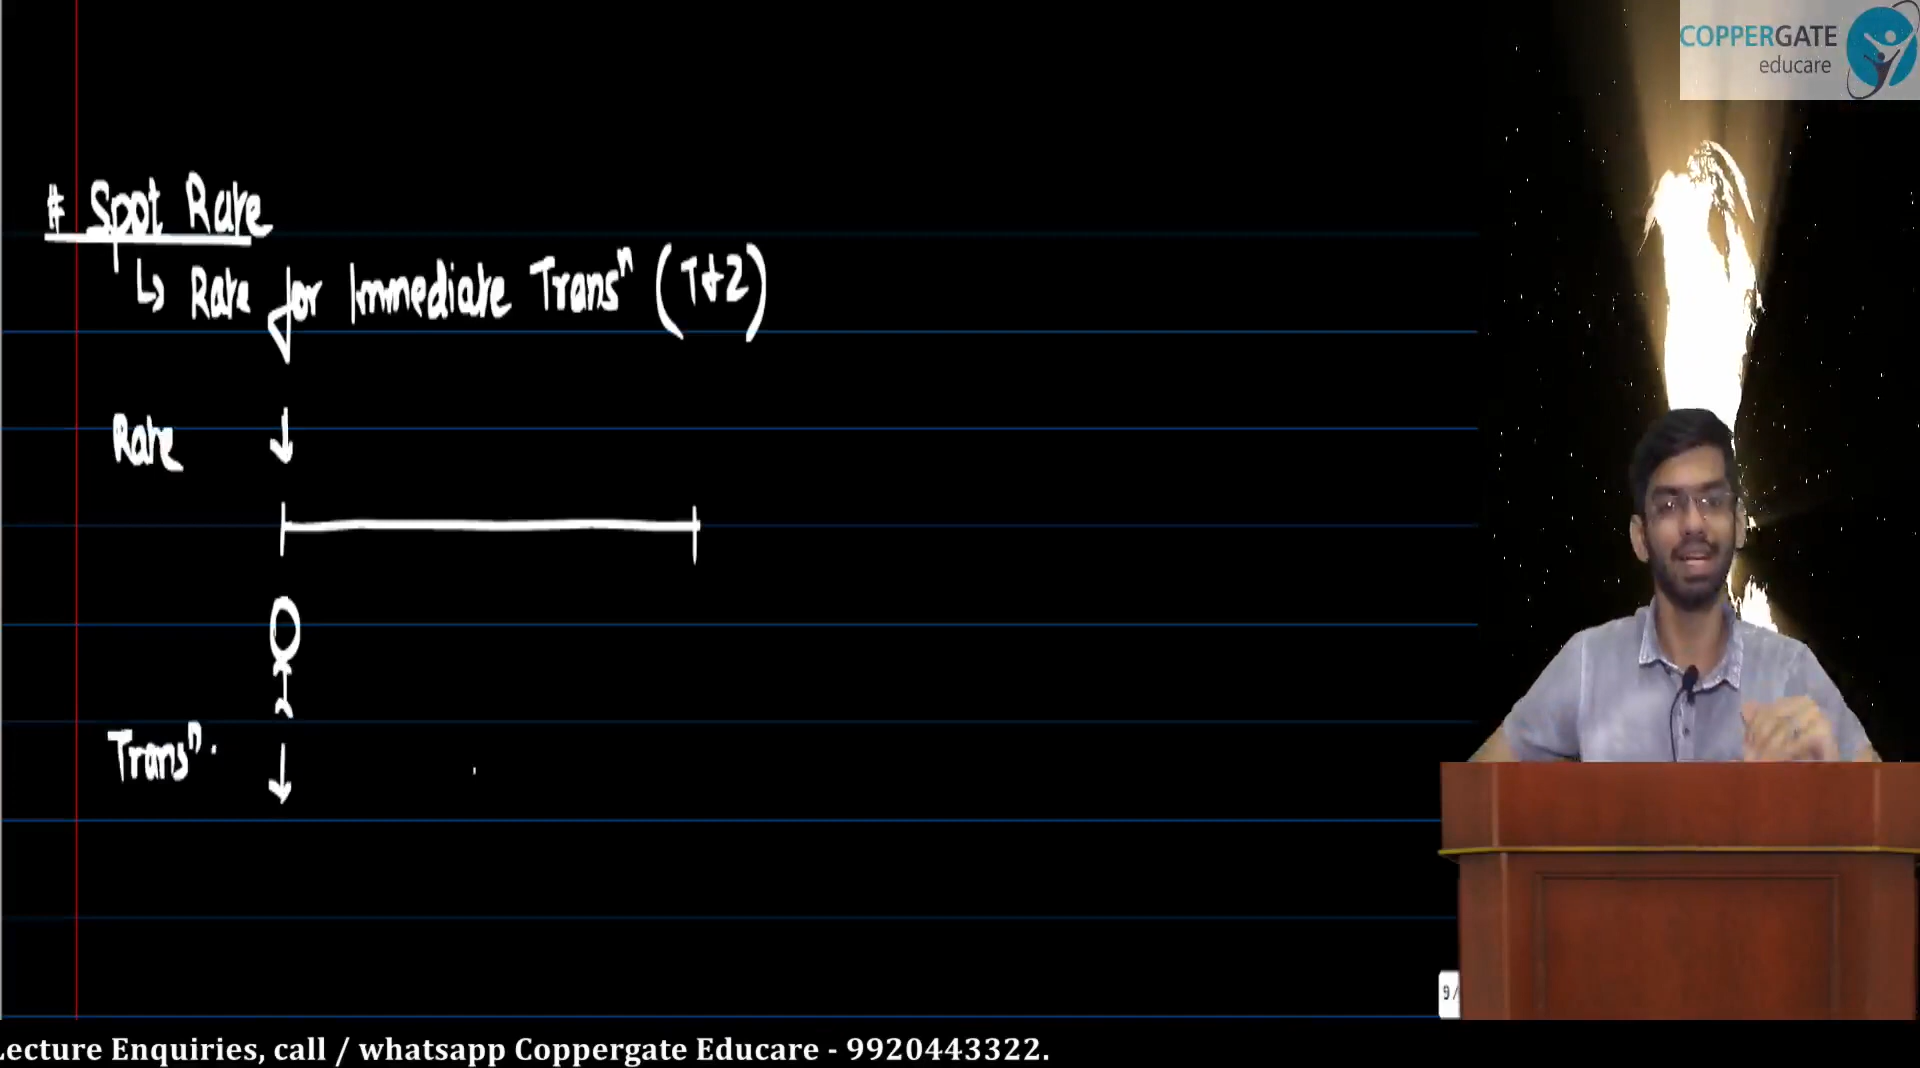 COPPERGATE
educare
# Spot Rate
↳ Rate for Immediate Transⁿ (T+2)
Rate
0
Transⁿ.
9/
Lecture Enquiries, call / whatsapp Coppergate Educare - 9920443322.